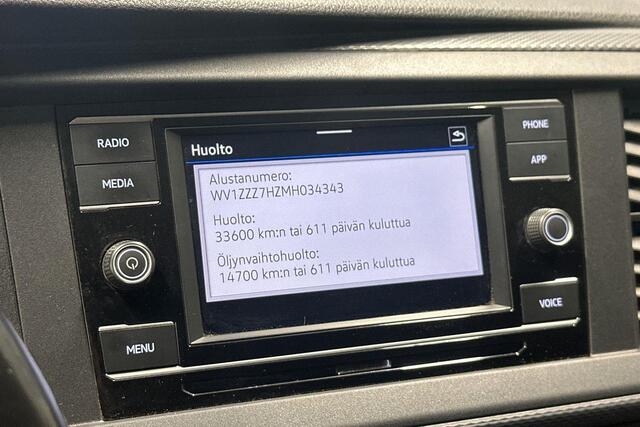 RADIO
MEDIA
MENU
Huolto
Alustanumero:
WV1ZZZ7HZMH034343
Huolto:
33600 km:n tai 611 päivän kuluttua
Öljynvaihtohuolto:
14700 km:n tai 611 päivän kuluttua
PHONE
APP
VOICE